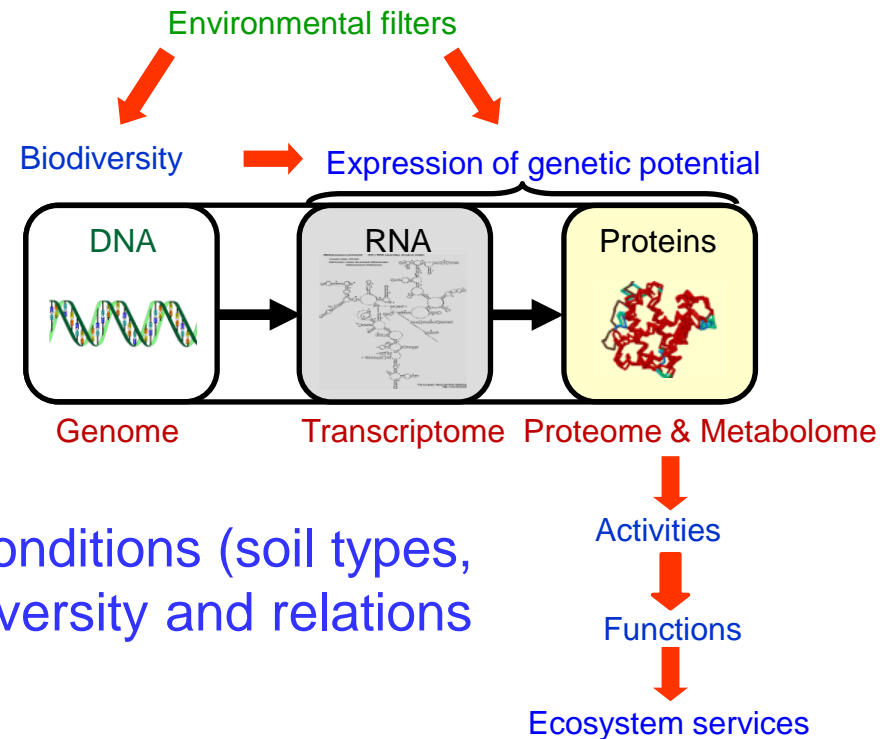 Environmental filters
Biodiversity
Expression of genetic potential
DNA
RNA
Proteins
Genome
Transcriptome
Proteome & Metabolome
Activities
onditions (soil types,
versity and relations
Functions
Ecosystem services